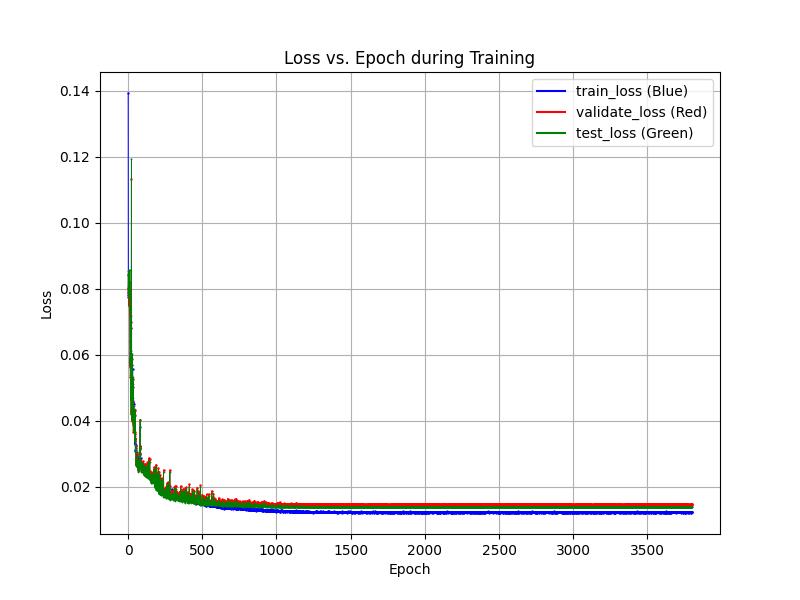 Loss vs. Epoch during Training
train_loss (Blue)
validate_loss (Red)
test_loss (Green)
Loss
0.14
0.12
0.10
0.08
0.06
0.04
0.02
0
500
1000
1500
2000
2500
3000
3500
Epoch